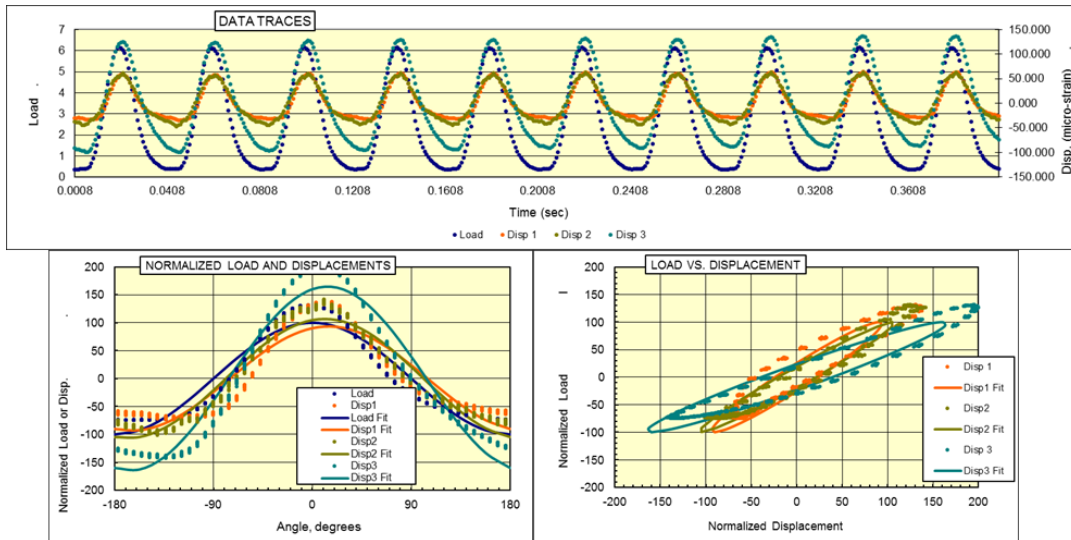 DATA TRACES
7
6
5
4
3
2
1
0
Load .
150.000
100.000
50.000
0.000
-50.000
-100.000
-150.000
Disp. (micro-strain) .
0.0008 0.0408 0.0808 0.1208 0.1608 0.2008 0.2408 0.2808 0.3208 0.3608
Time (sec)
Load Disp 1 Disp 2 Disp 3
NORMALIZED LOAD AND DISPLACEMENTS
200
150
100
50
0
-50
-100
-150
-200
Normalized Load or Disp. .
-180 -90 0 90 180
Angle, degrees
Load
Disp1
Load Fit
Disp1 Fit
Disp2
Disp2 Fit
Disp3
Disp3 Fit
LOAD VS. DISPLACEMENT
200
150
100
50
0
-50
-100
-150
-200
Normalized Load l
-200 -150 -100 -50 0 50 100 150 200
Normalized Displacement
Disp 1
Disp1 Fit
Disp2
Disp2 Fit
Disp 3
Disp3 Fit